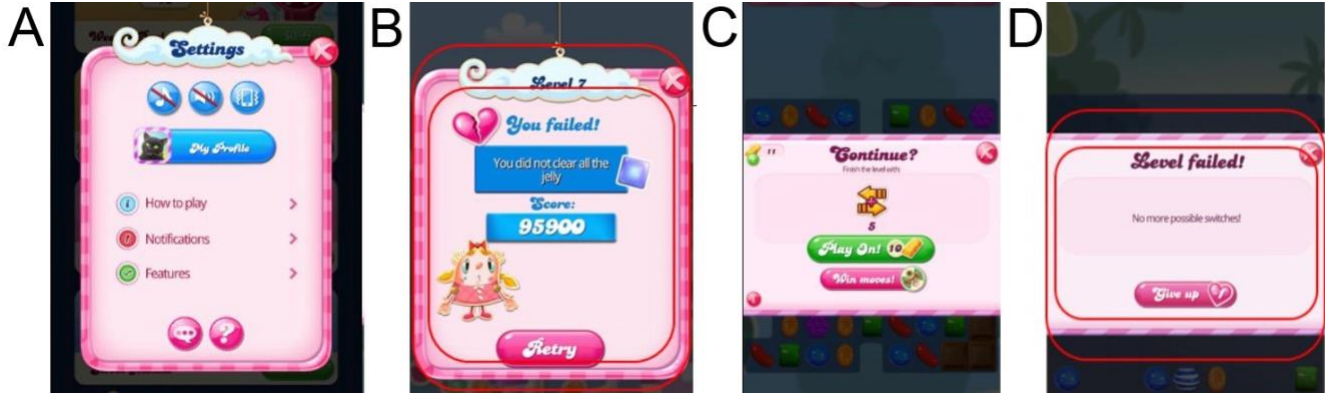 A
Settings
My Profile
How to play
Notifications
Features
?
B
Level 7
You failed!
You did not clear all the
jelly
Score:
95900
Retry
C
11
Continue?
Finish the level with:
5
Play On! 10
Win moves!
D
Level failed!
No more possible switches!
Give up